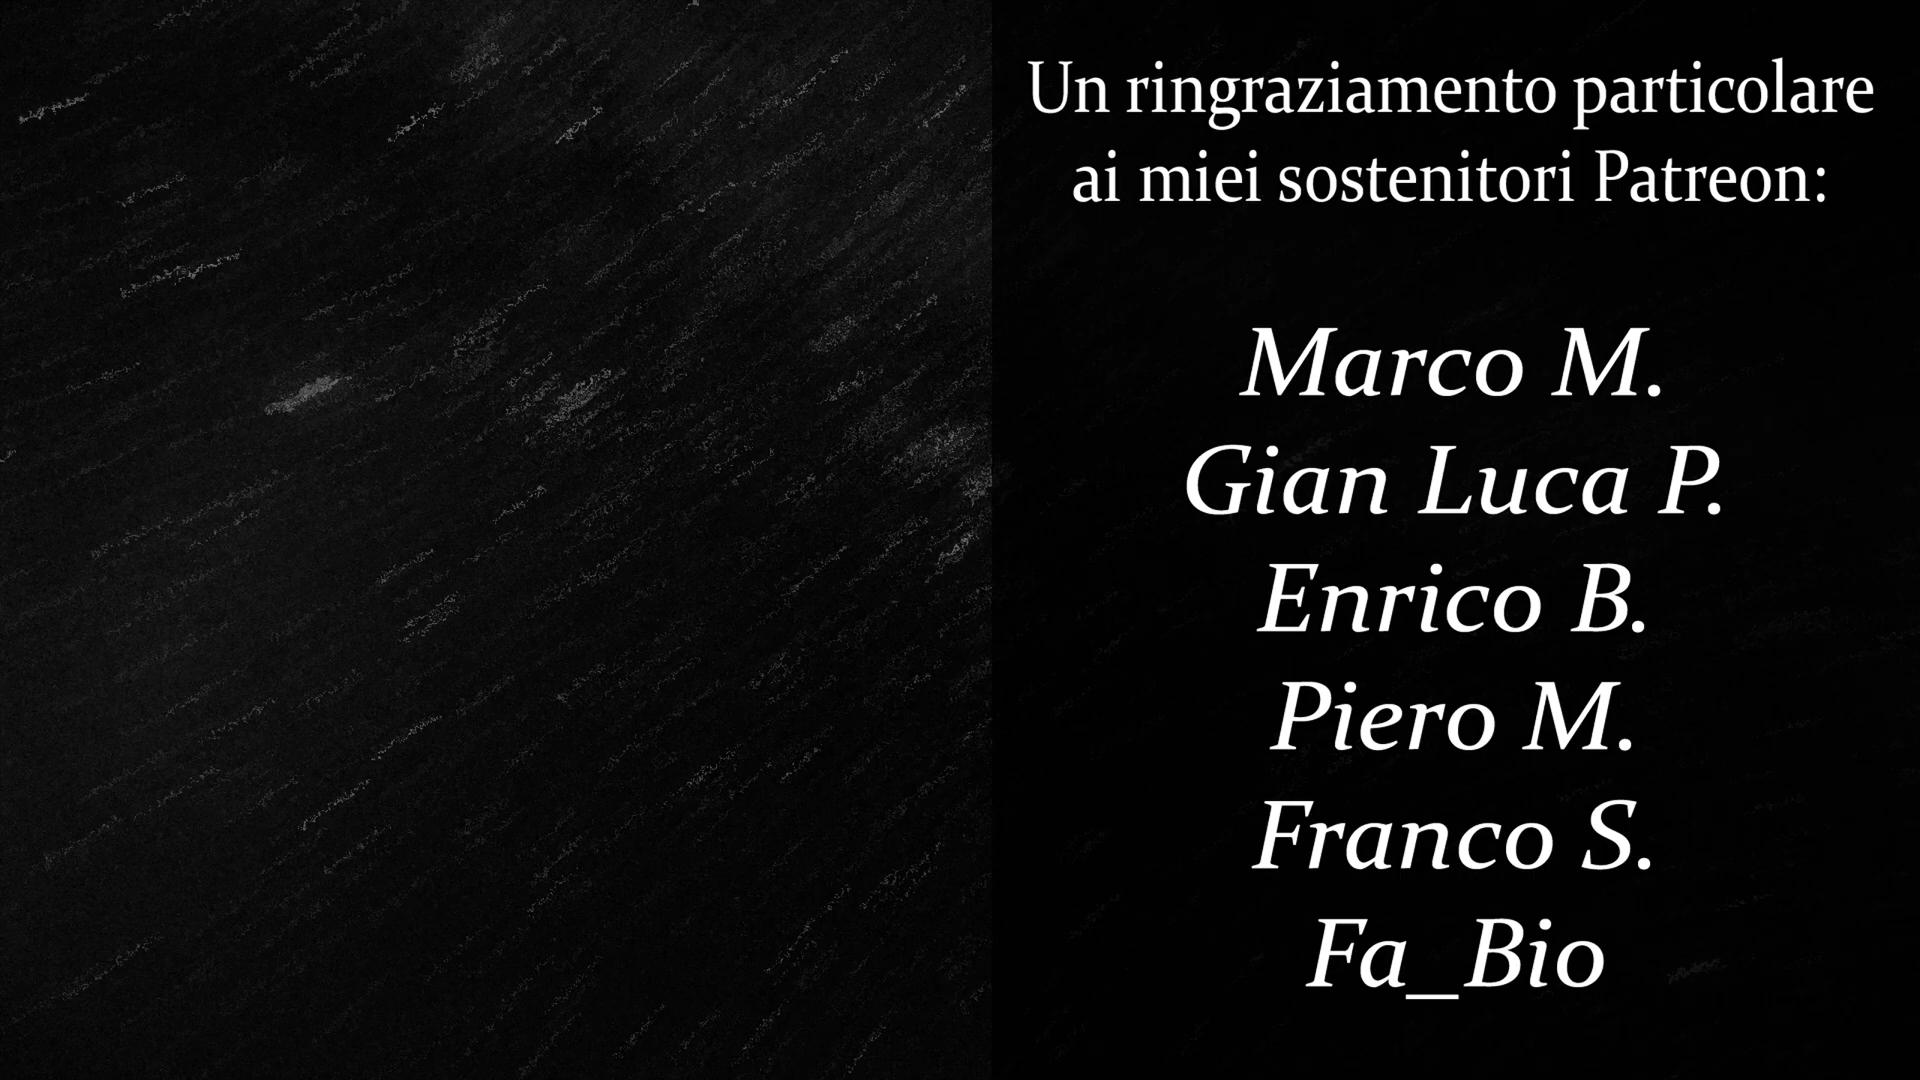 Un ringraziamento particolare
ai miei sostenitori Patreon:
Marco M.
Gian Luca P.
Enrico B.
Piero M.
Franco S.
Fa_Bio